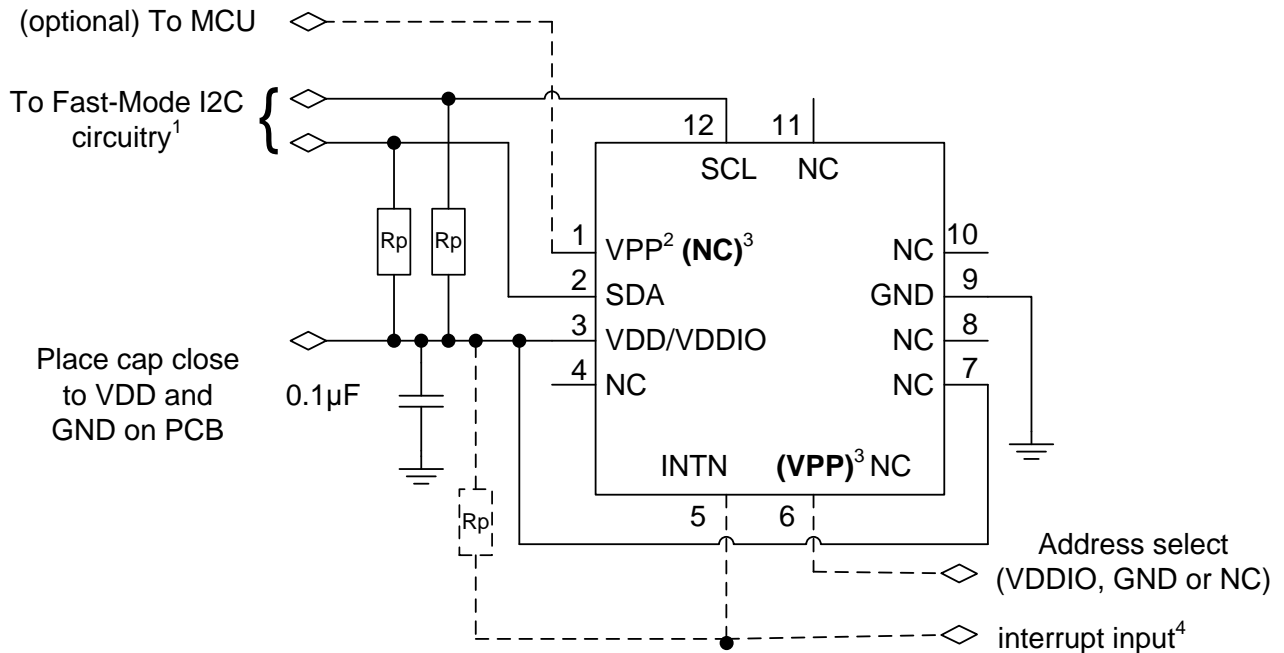 (optional) To MCU
To Fast-Mode I2C
circuitry¹
{
12
11
SCL
NC
Rp
Rp
1
VPP² (NC)³
NC
10
2
SDA
GND
9
3
VDD/VDDIO
NC
8
4
NC
NC
7
Place cap close
to VDD and
GND on PCB
0.1µF
INTN
(VPP)³ NC
Rp
5
6
Address select
(VDDIO, GND or NC)
interrupt input⁴